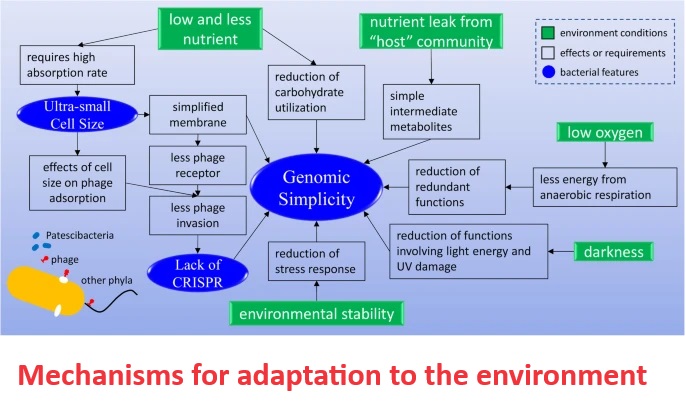 low and less
nutrient
nutrient leak from
“host” community
environment conditions
effects or requirements
bacterial features
requires high
absorption rate
reduction of
carbohydrate
utilization
simple
intermediate
metabolites
Ultra-small
Cell Size
simplified
membrane
low oxygen
less phage
receptor
effects of cell
size on phage
adsorption
Genomic
Simplicity
reduction of
redundant
functions
less energy from
anaerobic respiration
less phage
invasion
reduction of functions
involving light energy and
UV damage
darkness
Patescibacteria
phage
other phyla
Lack of
CRISPR
reduction of
stress response
environmental stability
Mechanisms for adaptation to the environment